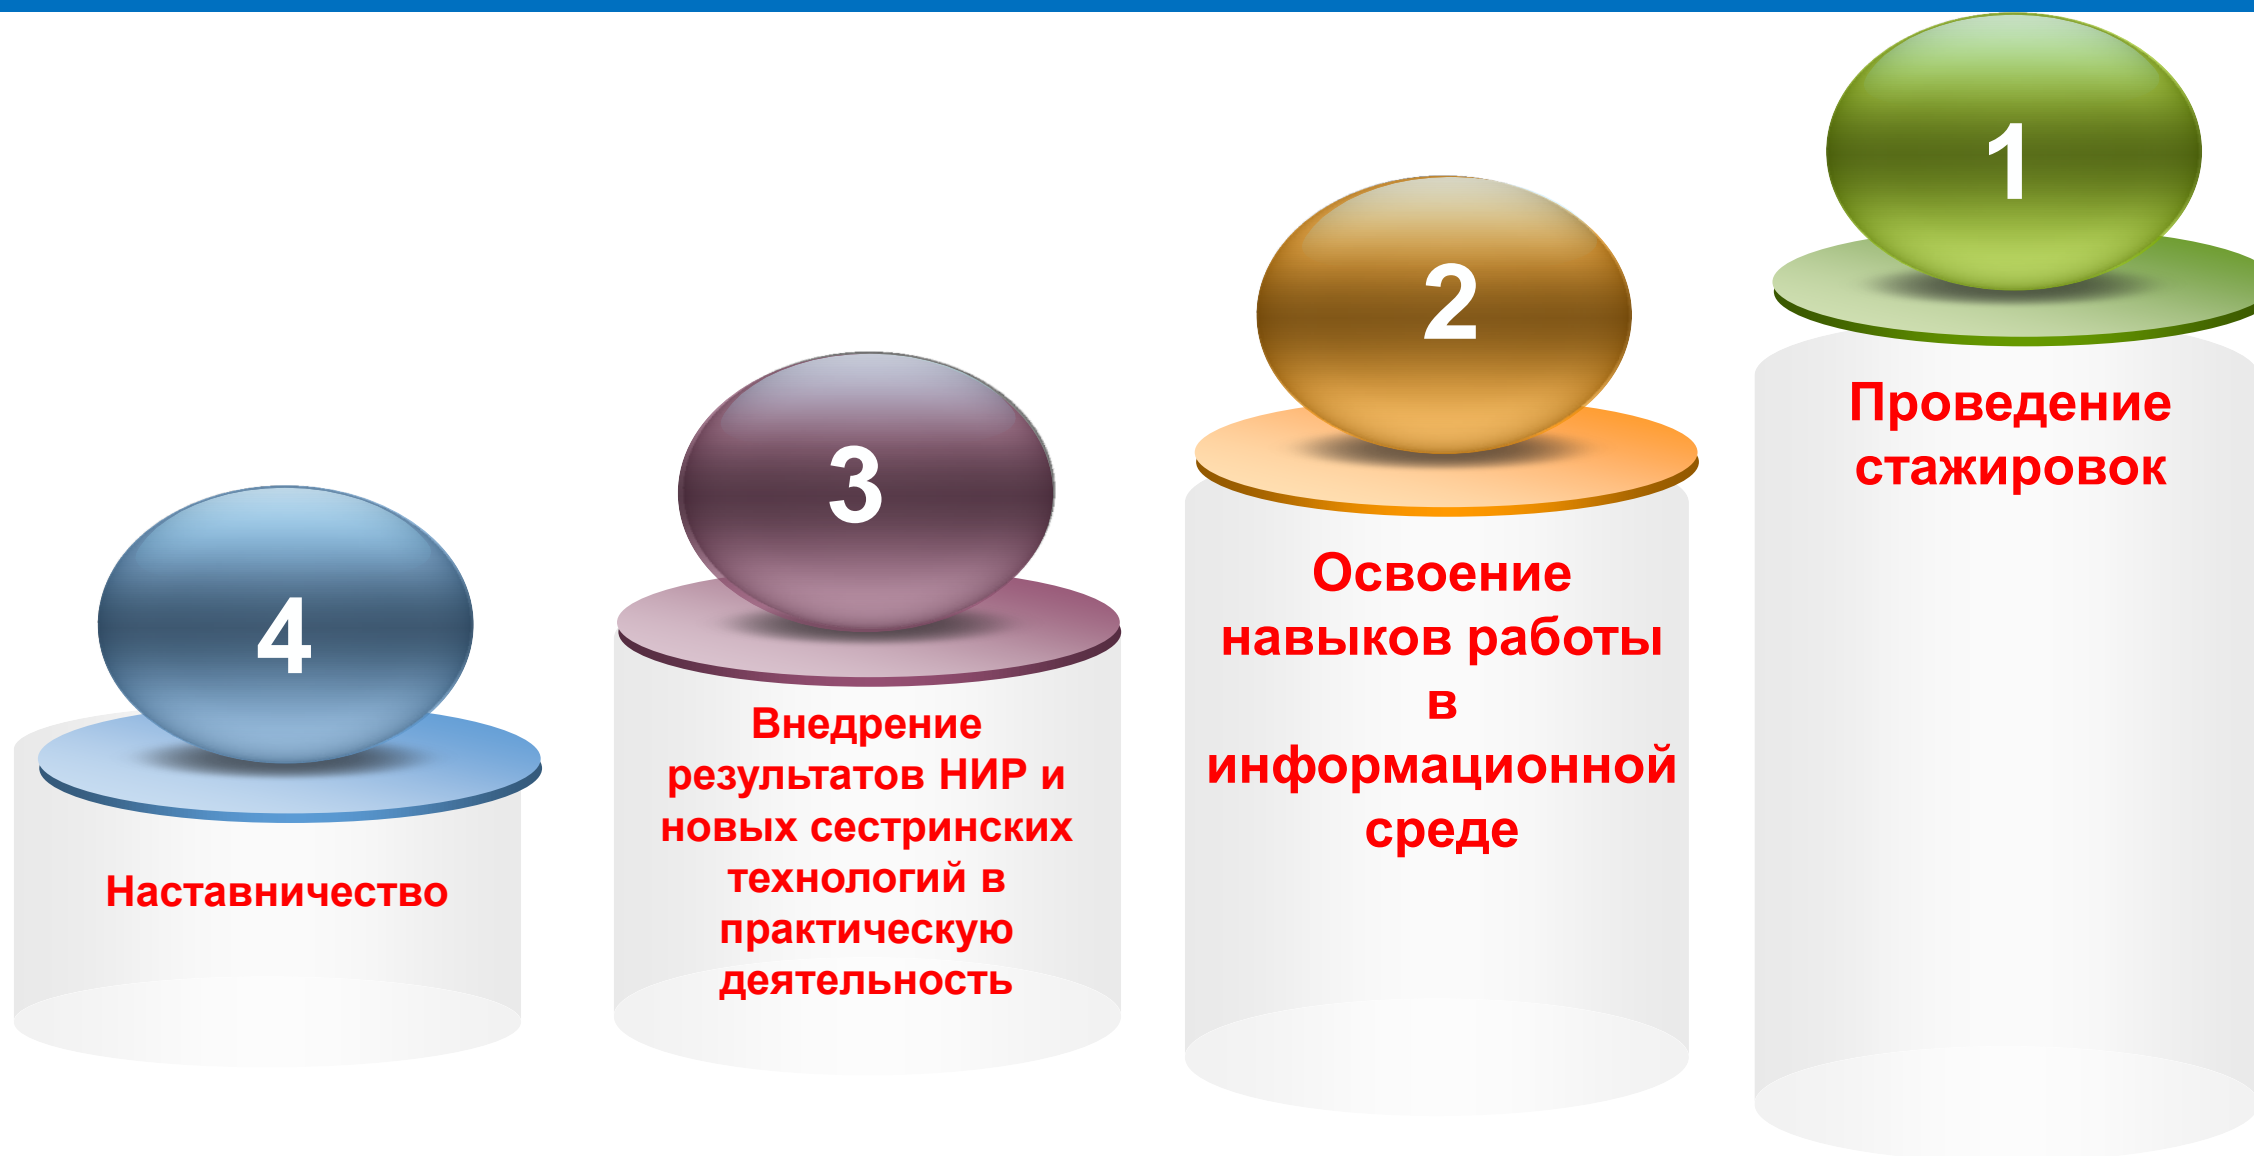 4
Наставничество
3
Внедрение
результатов НИР и
новых сестринских
технологий в
практическую
деятельность
2
Освоение
навыков работы
в
информационной
среде
1
Проведение
стажировок